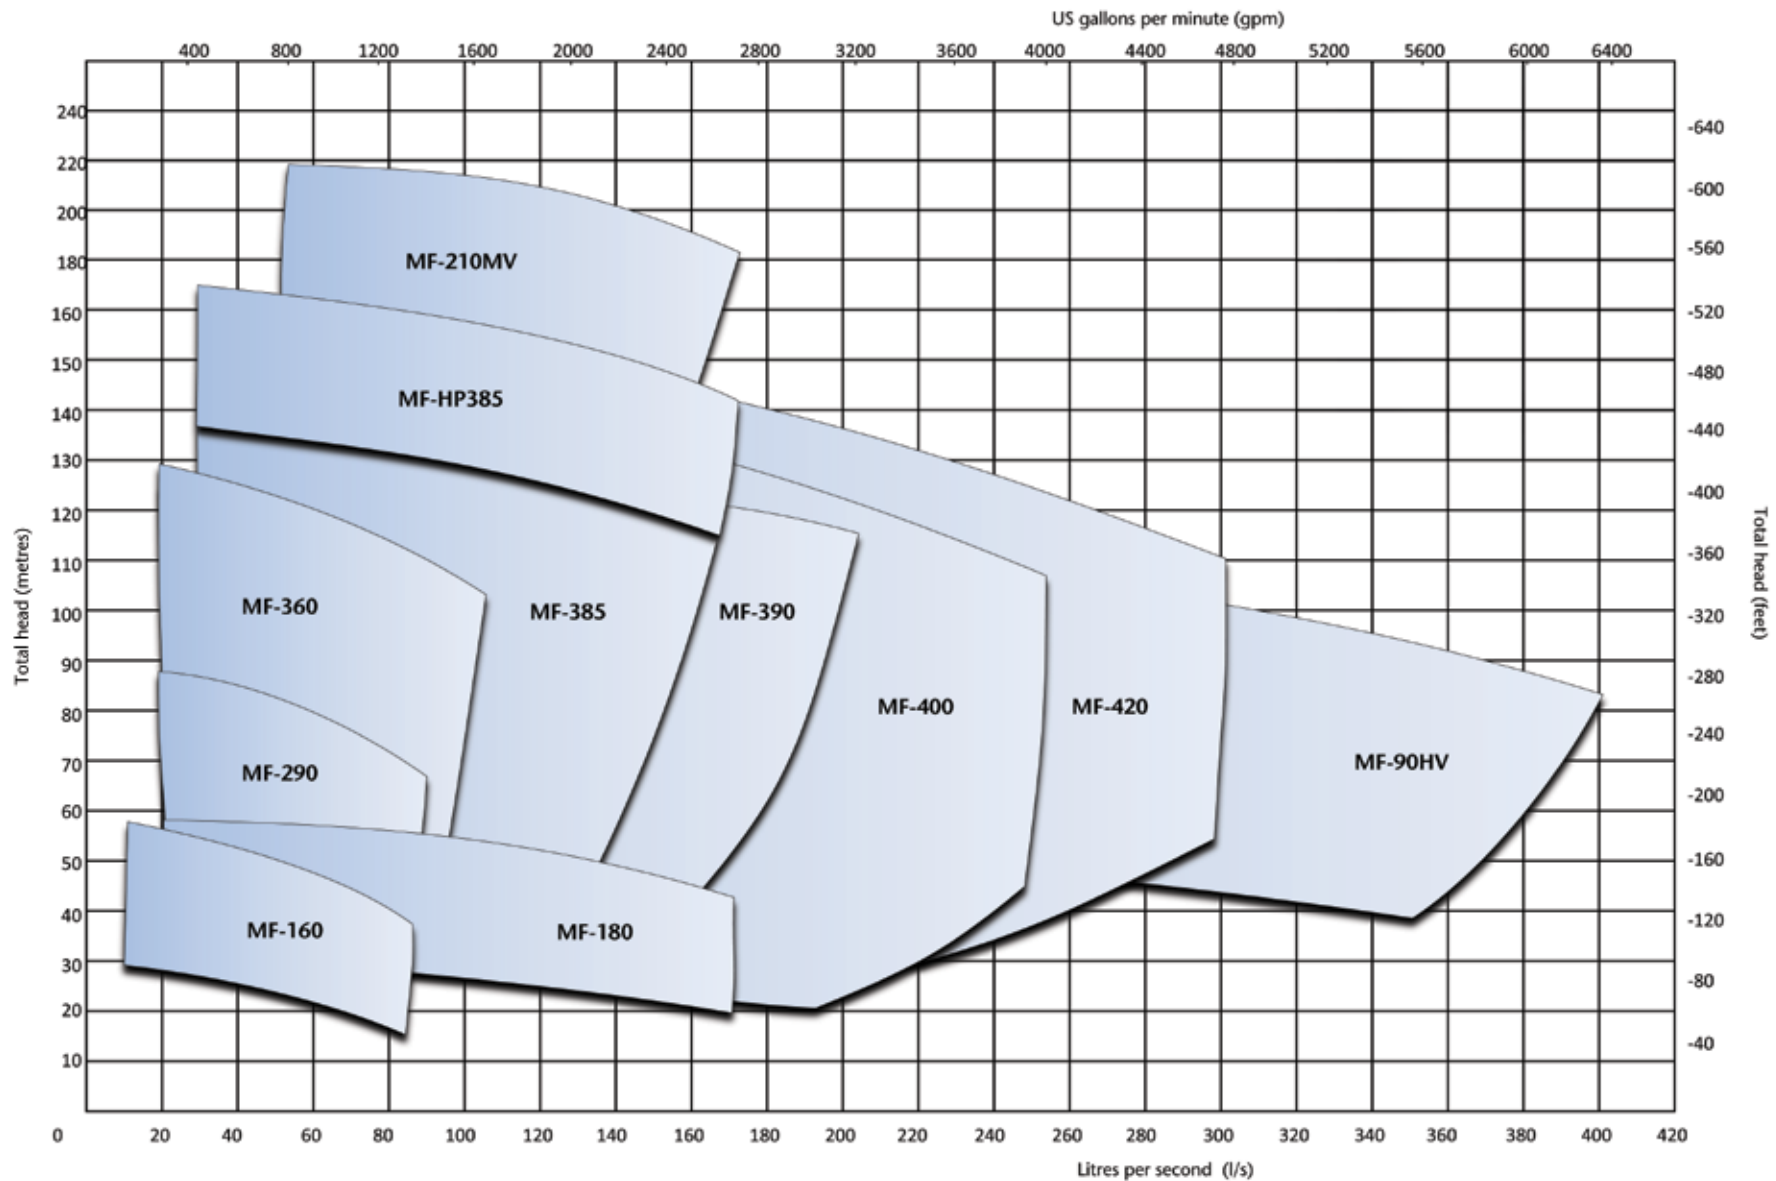 US gallons per minute (gpm)
400 800 1200 1600 2000 2400 2800 3200 3600 4000 4400 4800 5200 5600 6000 6400
240
-640
220
-600
200
-560
MF-210MV
180
160
-520
150
-480
MF-HP385
140
-440
130
-400
120
Total head (metres)
Total head (feet)
110
-360
MF-360
MF-385
MF-390
100
-320
90
-280
80
MF-400
MF-420
-240
70
MF-290
MF-90HV
60
-200
50
-160
40
-120
MF-160
MF-180
30
-80
20
-40
10
0 20 40 60 80 100 120 140 160 180 200 220 240 260 280 300 320 340 360 380 400 420
Litres per second (l/s)